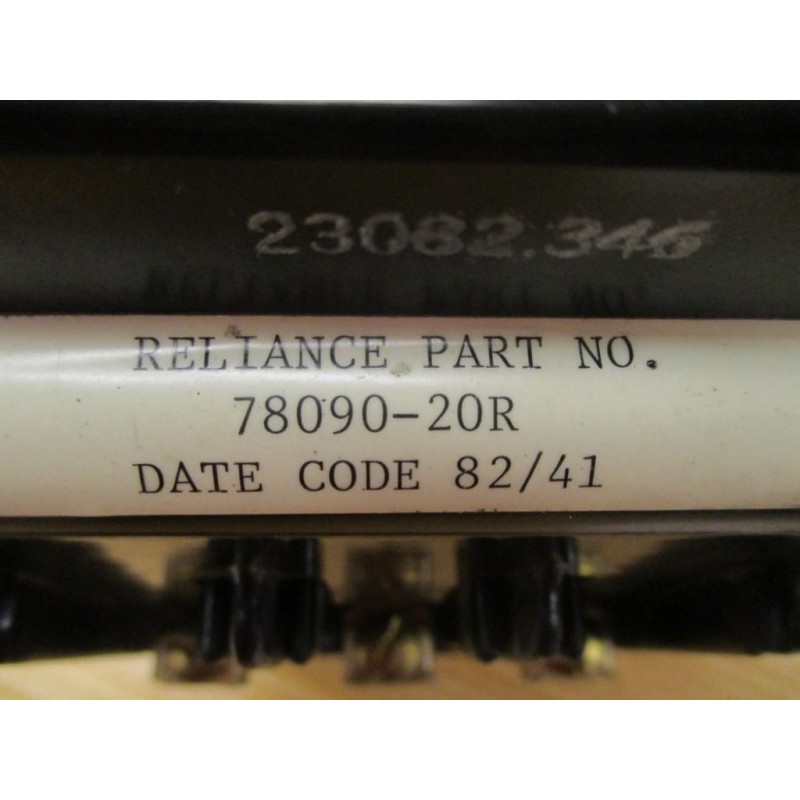 23082.346
RELIANCE PART NO.
78090-20R
DATE CODE 82/41